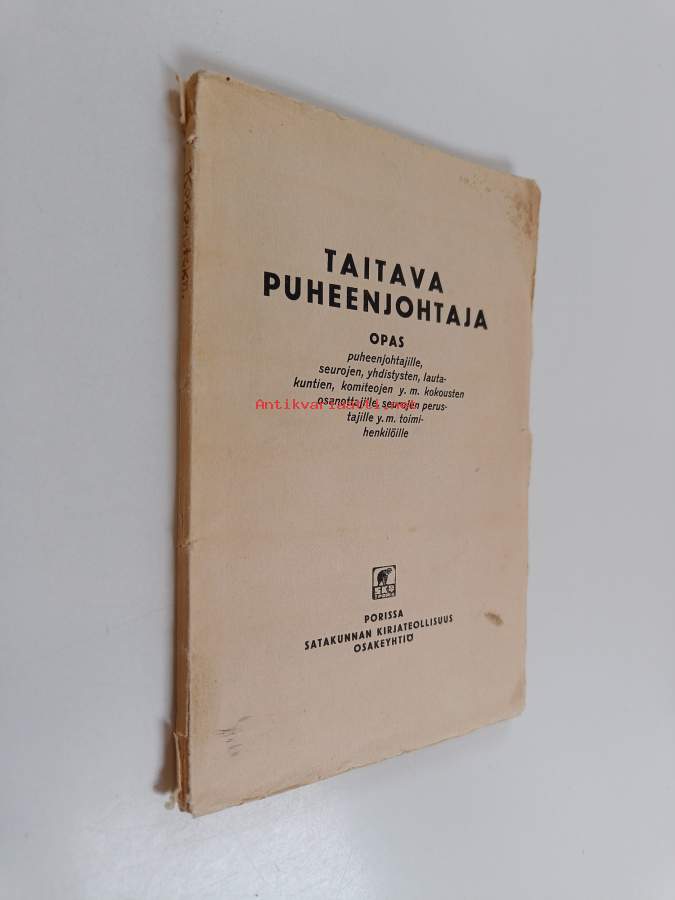 TAITAVA
PUHEENJOHTAJA
OPAS
puheenjohtajille,
seurojen, yhdistysten, lauta-
kuntien, komiteojen y. m. kokousten
osanottajille, seurojen perus-
tajille y. m. toimi-
henkilöille
Antikvariaatti.net
PORISSA
SATAKUNNAN KIRJATEOLLISUUS
OSAKEYHTIÖ